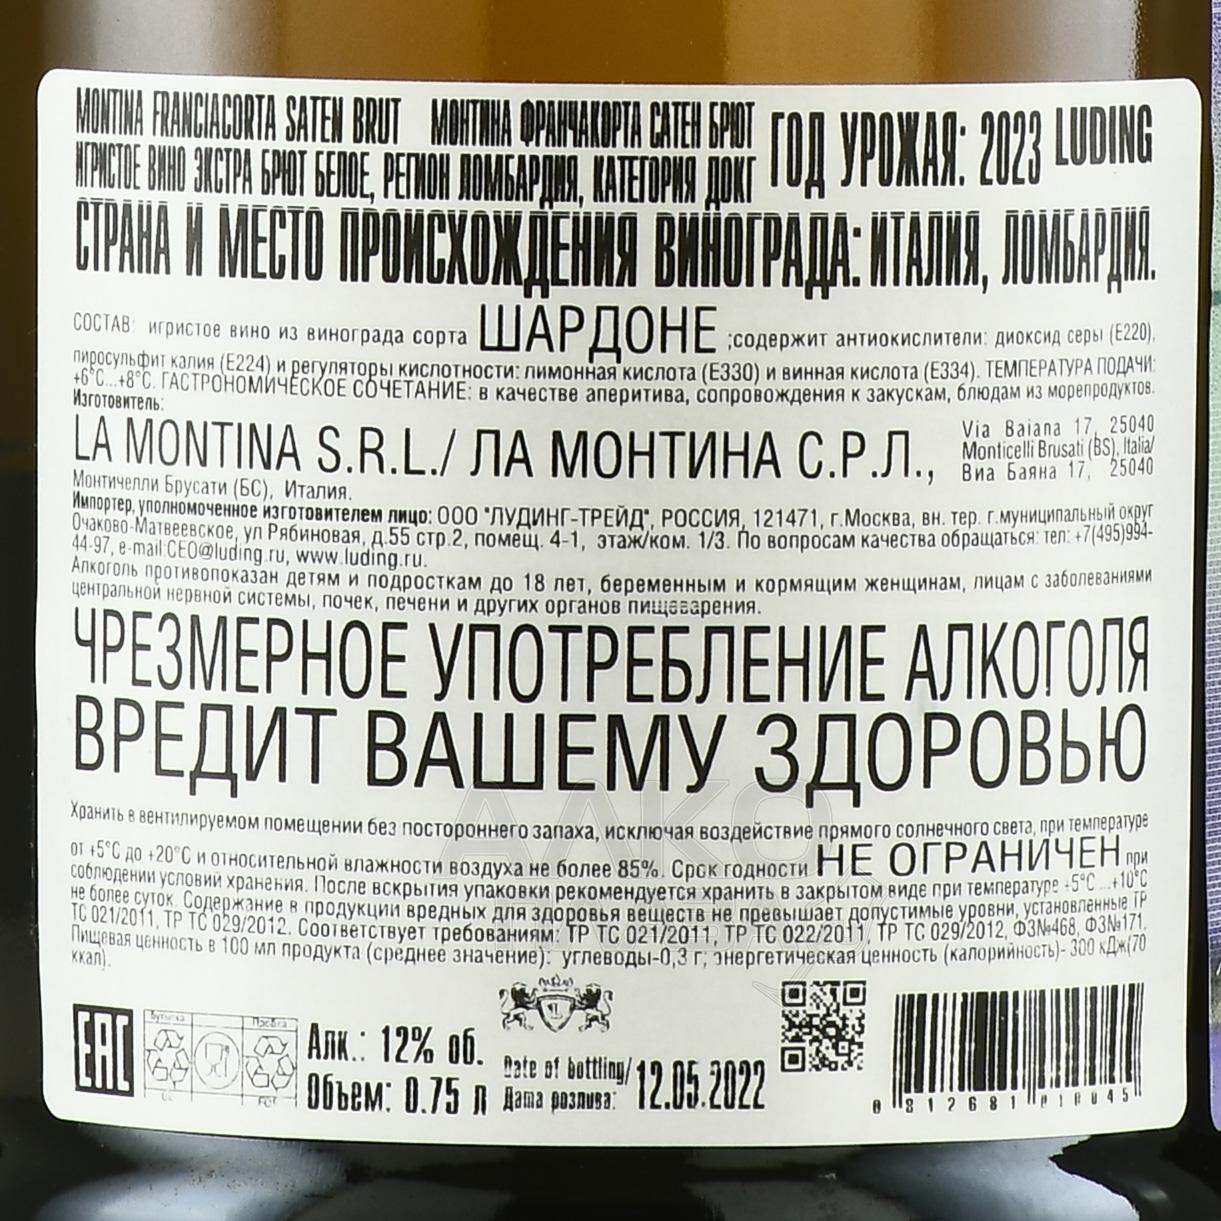 MONTINA FRANCIACORTA SATEN BRUT МОНТИНА ФРАНЧАКОРТА САТЕН БРЮТ
ИГРИСТОЕ ВИНО ЭКСТРА БРЮТ БЕЛОЕ, РЕГИОН ЛОМБАРДИЯ, КАТЕГОРИЯ ДОКГ
ГОД УРОЖАЯ: 2023 LUDING
СТРАНА И МЕСТО ПРОИСХОЖДЕНИЯ ВИНОГРАДА: ИТАЛИЯ, ЛОМБАРДИЯ.
СОСТАВ: игристое вино из винограда сорта ШАРДОНЕ ;содержит антиокислители: диоксид серы (Е220),
пиросульфит калия (Е224) и регуляторы кислотности: лимонная кислота (Е330) и винная кислота (Е334). ТЕМПЕРАТУРА ПОДАЧИ:
+6°С...+8°С. ГАСТРОНОМИЧЕСКОЕ СОЧЕТАНИЕ: в качестве аперитива, сопровождения к закускам, блюдам из морепродуктов.
Изготовитель:
LA MONTINA S.R.L./ ЛА МОНТИНА С.Р.Л.,
Via Baiana 17, 25040
Monticelli Brusati (BS), Italia/
Виа Баяна 17, 25040
Монтичелли Брусати (БС), Италия.
Импортер, уполномоченное изготовителем лицо: ООО "ЛУДИНГ-ТРЕЙД", РОССИЯ, 121471, г.Москва, вн. тер. г.муниципальный округ
Очаково-Матвеевское, ул Рябиновая, д.55 стр.2, помещ. 4-1, этаж/ком. 1/3. По вопросам качества обращаться: тел: +7(495)994-
44-97, e-mail:CEO@luding.ru, www.luding.ru.
Алкоголь противопоказан детям и подросткам до 18 лет, беременным и кормящим женщинам, лицам с заболеваниями
центральной нервной системы, почек, печени и других органов пищеварения.
ЧРЕЗМЕРНОЕ УПОТРЕБЛЕНИЕ АЛКОГОЛЯ
ВРЕДИТ ВАШЕМУ ЗДОРОВЬЮ
Хранить в вентилируемом помещении без постороннего запаха, исключая воздействие прямого солнечного света, при температуре
от +5°С до +20°С и относительной влажности воздуха не более 85%. Срок годности НЕ ОГРАНИЧЕН при
соблюдении условий хранения. После вскрытия упаковки рекомендуется хранить в закрытом виде при температуре +5°С ...+10°С
не более суток. Содержание в продукции вредных для здоровья веществ не превышает допустимые уровни, установленные ТР
ТС 021/2011, ТР ТС 029/2012. Соответствует требованиям: ТР ТС 021/2011, ТР ТС 022/2011, ТР ТС 029/2012, ФЗ№468, ФЗ№171.
Пищевая ценность в 100 мл продукта (среднее значение): углеводы-0,3 г; энергетическая ценность (калорийность)- 300 кДж(70
ккал).
EAC
Бутылка Пробка
GL FOR
Алк.: 12% об.
Объем: 0.75 л
Date of bottling/
Дата розлива: 12.05.2022
0 812681 010045
АЛКО